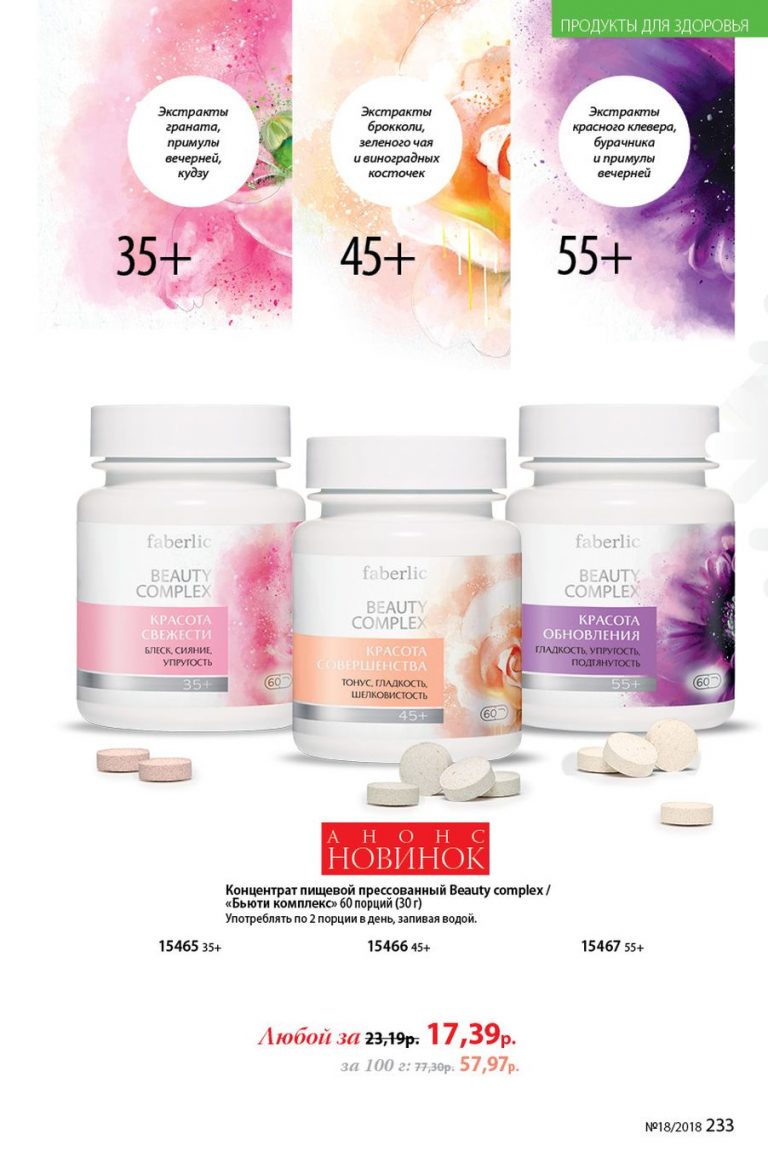 ПРОДУКТЫ ДЛЯ ЗДОРОВЬЯ
Экстракты
граната,
примулы
вечерней,
кудзу
35+
Экстракты
брокколи,
зеленого чая
и виноградных
косточек
45+
Экстракты
красного клевера,
бурачника
и примулы
вечерней
55+
faberlic
BEAUTY
COMPLEX
КРАСОТА
СВЕЖЕСТИ
БЛЕСК, СИЯНИЕ,
УПРУГОСТЬ
35+
60
faberlic
BEAUTY
COMPLEX
КРАСОТА
СОВЕРШЕНСТВА
ТОНУС, ГЛАДКОСТЬ,
ШЕЛКОВИСТОСТЬ
45+
60
faberlic
BEAUTY
COMPLEX
КРАСОТА
ОБНОВЛЕНИЯ
ГЛАДКОСТЬ, УПРУГОСТЬ,
ПОДТЯНУТОСТЬ
55+
60
АНОНС
НОВИНОК
Концентрат пищевой прессованный Beauty complex /
«Бьюти комплекс» 60 порций (30 г)
Употреблять по 2 порции в день, запивая водой.
15465 35+
15466 45+
15467 55+
Любой за 23,19р. 17,39р.
за 100 г: 77,30р. 57,97р.
№18/2018 233